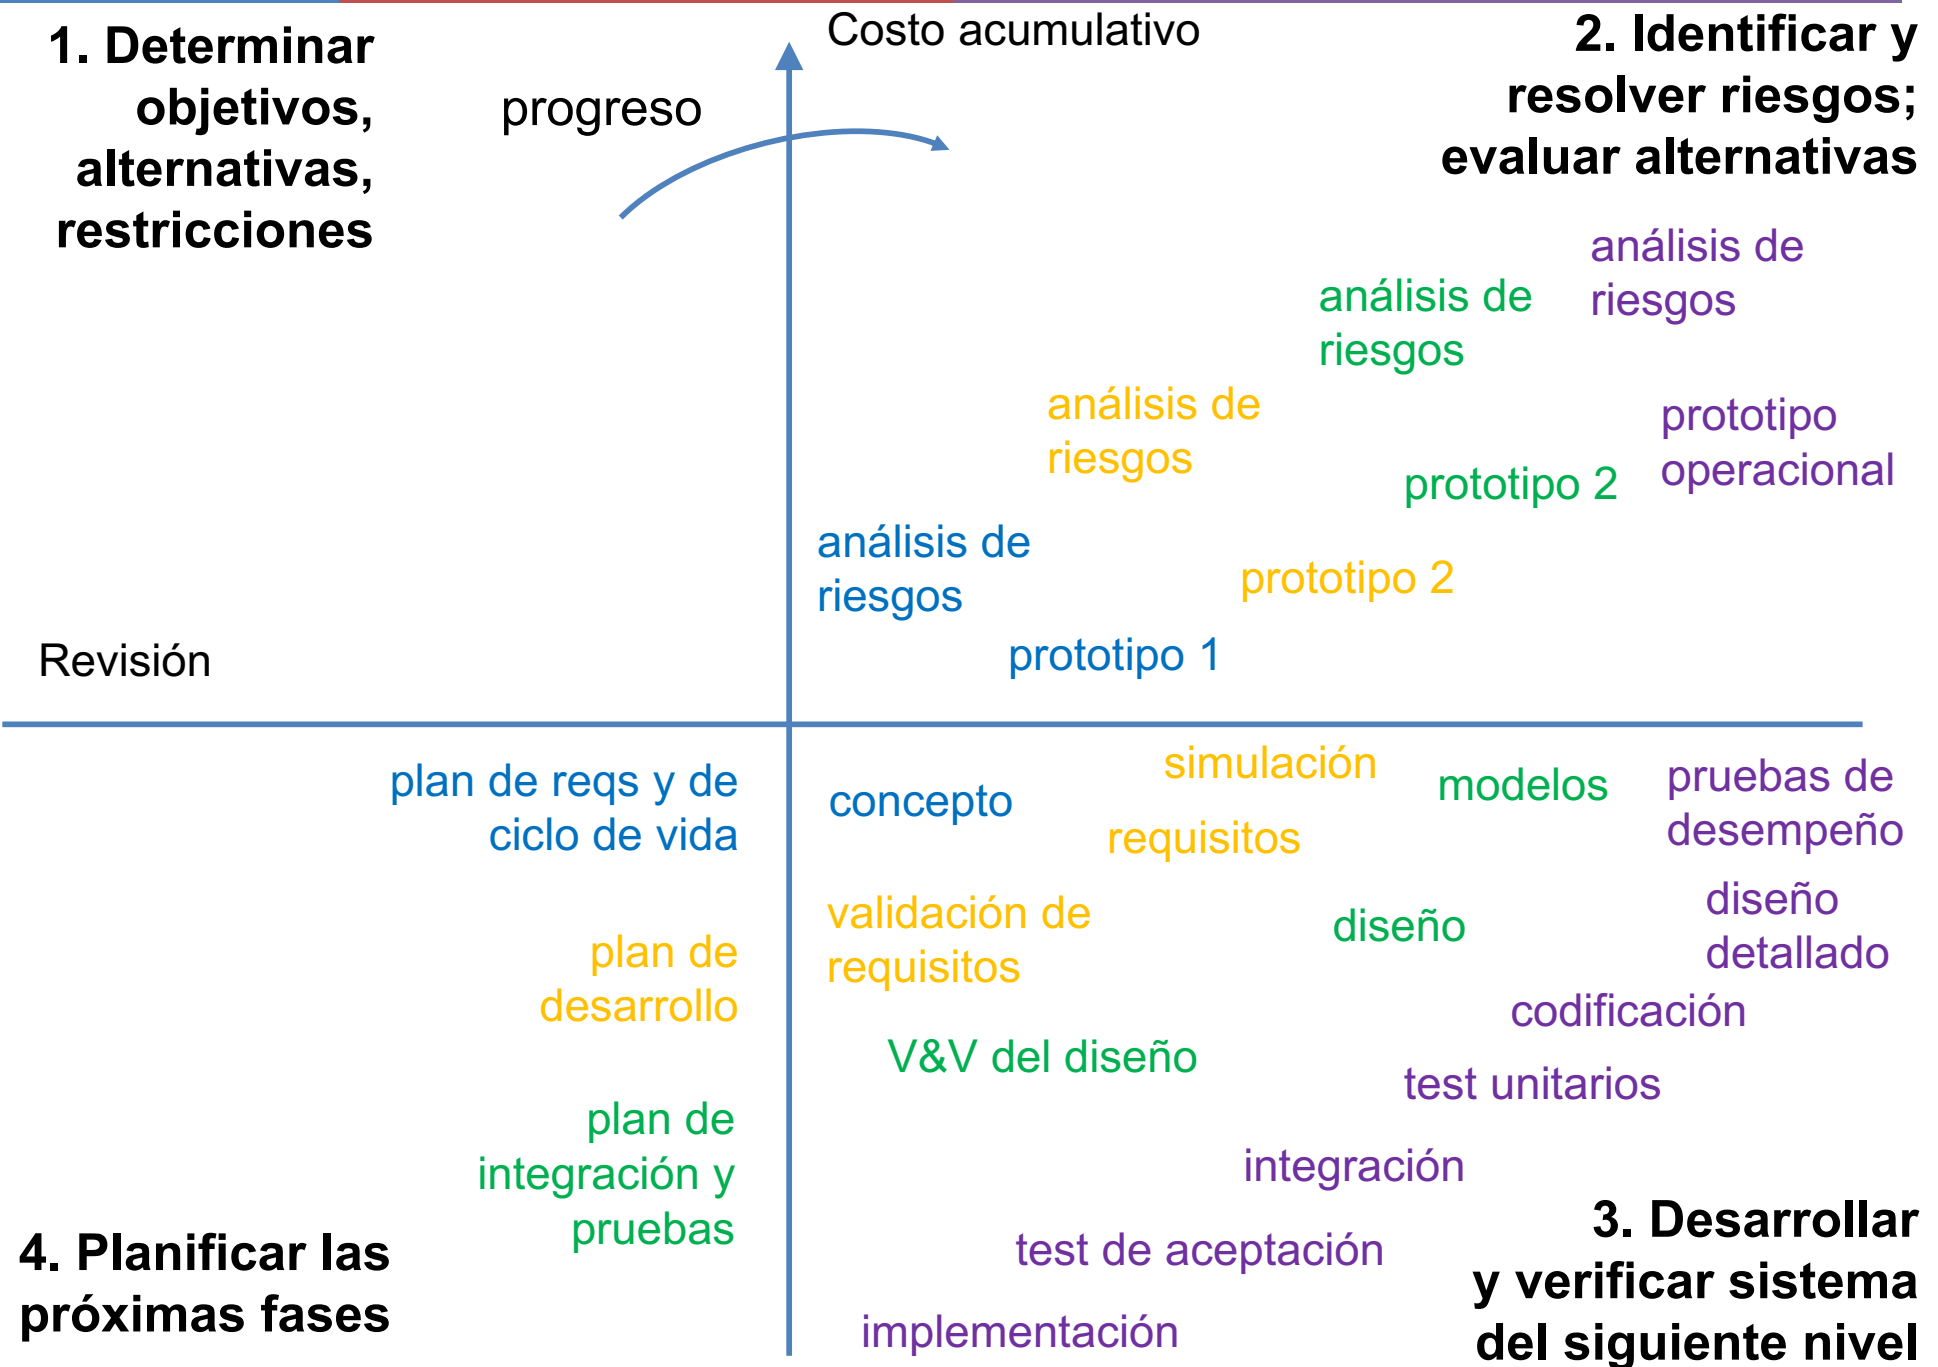 1. Determinar
objetivos,
alternativas,
restricciones
progreso
Costo acumulativo
2. Identificar y
resolver riesgos;
evaluar alternativas
análisis de
riesgos
análisis de
riesgos
análisis de
riesgos
prototipo
operacional
prototipo 2
análisis de
riesgos
prototipo 2
prototipo 1
Revisión
plan de reqs y de
ciclo de vida
concepto
simulación
requisitos
modelos
pruebas de
desempeño
plan de
desarrollo
validación de
requisitos
diseño
diseño
detallado
codificación
V&V del diseño
test unitarios
plan de
integración y
pruebas
integración
test de aceptación
implementación
4. Planificar las
próximas fases
3. Desarrollar
y verificar sistema
del siguiente nivel